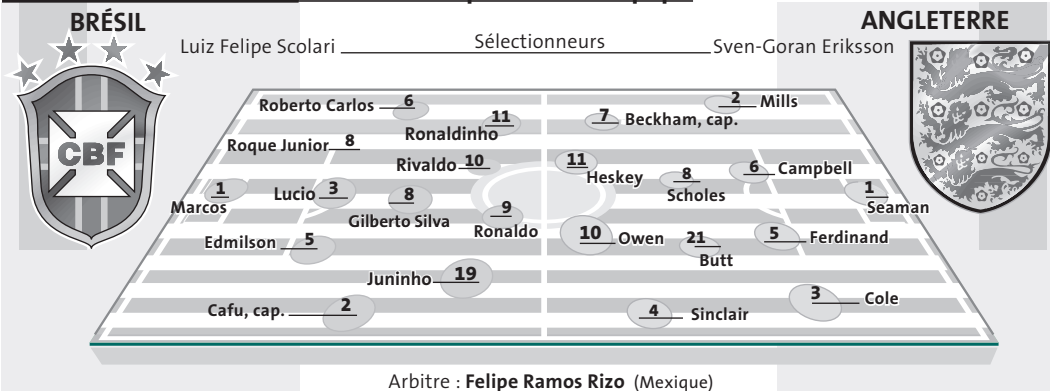 BRÉSIL
ANGLETERRE
Luiz Felipe Scolari Sélectionneurs Sven-Goran Eriksson
CBF
Roberto Carlos 6
11 Ronaldinho
Roque Junior 8
Rivaldo 10
1 Marcos
Lucio 3
8 Gilberto Silva
9 Ronaldo
Edmilson 5
Juninho 19
Cafu, cap. 2
2 Mills
7 Beckham, cap.
11 Heskey
6 Campbell
8 Scholes
1 Seaman
10 Owen
21 Butt
5 Ferdinand
3 Cole
4 Sinclair
Arbitre : Felipe Ramos Rizo (Mexique)